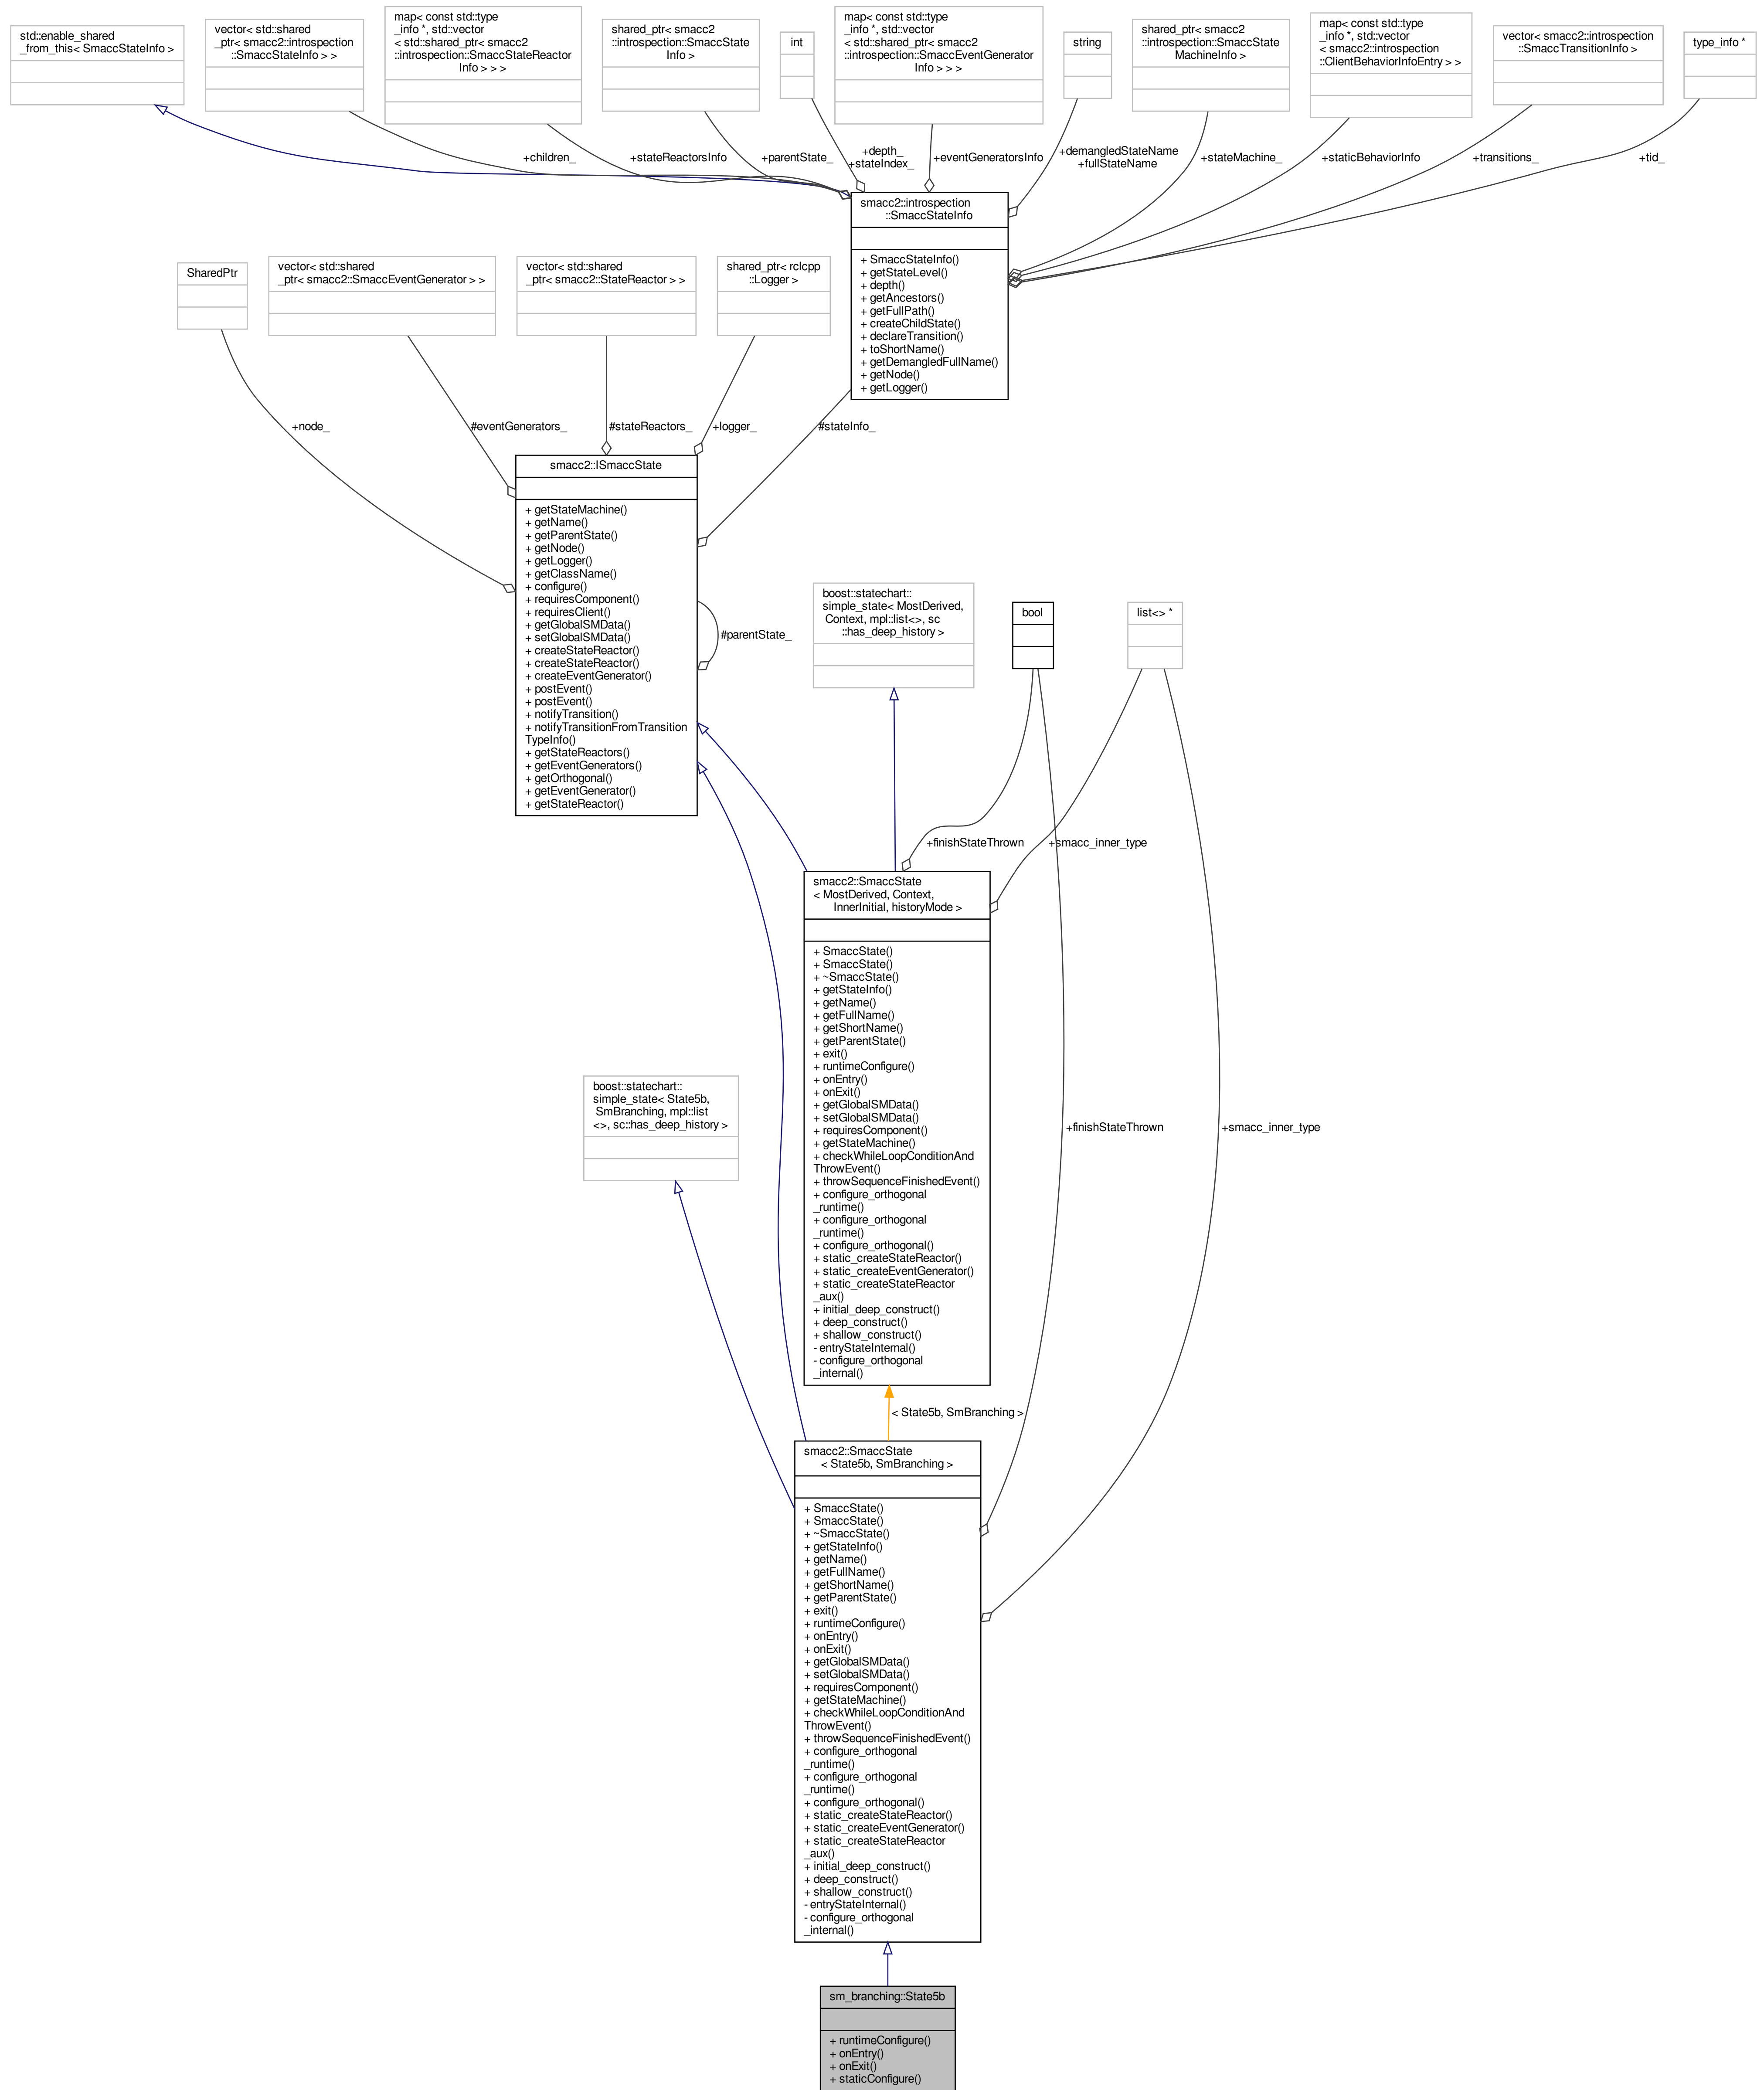 std::enable_shared
_from_this< SmaccStateInfo >
vector< std::shared
_ptr< smacc2::introspection
::SmaccStateInfo > >
map< const std::type
_info *, std::vector
< std::shared_ptr< smacc2
::introspection::SmaccStateReactor
Info > > >
shared_ptr< smacc2
::introspection::SmaccState
Info >
int
map< const std::type
_info *, std::vector
< std::shared_ptr< smacc2
::introspection::SmaccEventGenerator
Info > > >
string
shared_ptr< smacc2
::introspection::SmaccState
MachineInfo >
map< const std::type
_info *, std::vector
< smacc2::introspection
::ClientBehaviorInfoEntry > >
vector< smacc2::introspection
::SmaccTransitionInfo >
type_info *
+children_
+stateReactorsInfo
+parentState_
+depth_
+stateIndex_
+eventGeneratorsInfo
+demangledStateName
+fullStateName
+stateMachine_
+staticBehaviorInfo
+transitions_
+tid_
smacc2::introspection
::SmaccStateInfo
+ SmaccStateInfo()
+ getStateLevel()
+ depth()
+ getAncestors()
+ getFullPath()
+ createChildState()
+ declareTransition()
+ toShortName()
+ getDemangledFullName()
+ getNode()
+ getLogger()
SharedPtr
vector< std::shared
_ptr< smacc2::SmaccEventGenerator > >
vector< std::shared
_ptr< smacc2::StateReactor > >
shared_ptr< rclcpp
::Logger >
+node_
#eventGenerators_
#stateReactors_
+logger_
#stateInfo_
smacc2::ISmaccState
+ getStateMachine()
+ getName()
+ getParentState()
+ getNode()
+ getLogger()
+ getClassName()
+ configure()
+ requiresComponent()
+ requiresClient()
+ getGlobalSMData()
+ setGlobalSMData()
+ createStateReactor()
+ createStateReactor()
+ createEventGenerator()
+ postEvent()
+ postEvent()
+ notifyTransition()
+ notifyTransitionFromTransition
TypeInfo()
+ getStateReactors()
+ getEventGenerators()
+ getOrthogonal()
+ getEventGenerator()
+ getStateReactor()
#parentState_
boost::statechart::
simple_state< MostDerived,
Context, mpl::list<>, sc
::has_deep_history >
bool
list<> *
+finishStateThrown
+smacc_inner_type
smacc2::SmaccState
< MostDerived, Context,
InnerInitial, historyMode >
+ SmaccState()
+ SmaccState()
+ ~SmaccState()
+ getStateInfo()
+ getName()
+ getFullName()
+ getShortName()
+ getParentState()
+ exit()
+ runtimeConfigure()
+ onEntry()
+ onExit()
+ getGlobalSMData()
+ setGlobalSMData()
+ requiresComponent()
+ getStateMachine()
+ checkWhileLoopConditionAnd
ThrowEvent()
+ throwSequenceFinishedEvent()
+ configure_orthogonal
_runtime()
+ configure_orthogonal
_runtime()
+ configure_orthogonal()
+ static_createStateReactor()
+ static_createEventGenerator()
+ static_createStateReactor
_aux()
+ initial_deep_construct()
+ deep_construct()
+ shallow_construct()
- entryStateInternal()
- configure_orthogonal
_internal()
boost::statechart::
simple_state< State5b,
SmBranching, mpl::list
<>, sc::has_deep_history >
+finishStateThrown
+smacc_inner_type
< State5b, SmBranching >
smacc2::SmaccState
< State5b, SmBranching >
+ SmaccState()
+ SmaccState()
+ ~SmaccState()
+ getStateInfo()
+ getName()
+ getFullName()
+ getShortName()
+ getParentState()
+ exit()
+ runtimeConfigure()
+ onEntry()
+ onExit()
+ getGlobalSMData()
+ setGlobalSMData()
+ requiresComponent()
+ getStateMachine()
+ checkWhileLoopConditionAnd
ThrowEvent()
+ throwSequenceFinishedEvent()
+ configure_orthogonal
_runtime()
+ configure_orthogonal
_runtime()
+ configure_orthogonal()
+ static_createStateReactor()
+ static_createEventGenerator()
+ static_createStateReactor
_aux()
+ initial_deep_construct()
+ deep_construct()
+ shallow_construct()
- entryStateInternal()
- configure_orthogonal
_internal()
sm_branching::State5b
+ runtimeConfigure()
+ onEntry()
+ onExit()
+ staticConfigure()